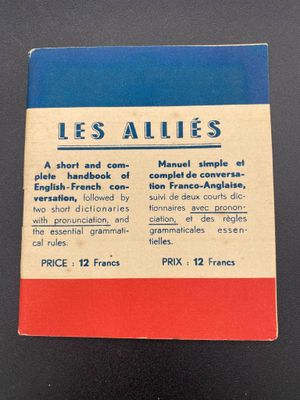 LES ALLIÉS
A short and com-
plete handbook of
English-French con-
versation, followed by
two short dictionaries
with pronunciation, and
the essential grammati-
cal rules.
PRICE : 12 Francs
Manuel simple et
complet de conversa-
tion Franco-Anglaise,
suivi de deux courts dic-
tionnaires avec pronon-
ciation, et des règles
grammaticales essen-
tielles.
PRIX : 12 Francs